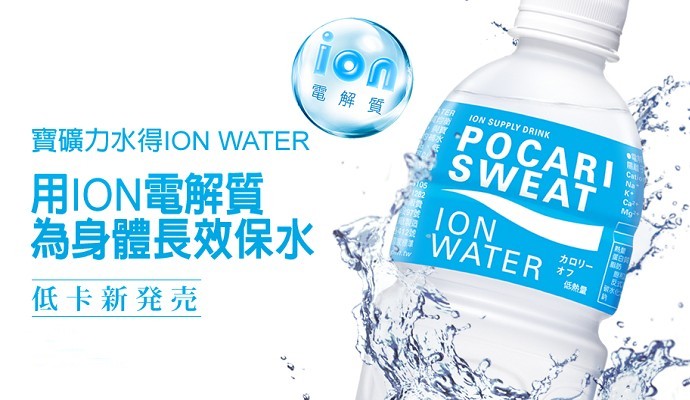 ion
電解質
寶礦力水得ION WATER
用ION電解質
為身體長效保水
低卡新発売
ION SUPPLY DRINK
POCARI
SWEAT
ION
WATER
カロリー
オフ
低熱量